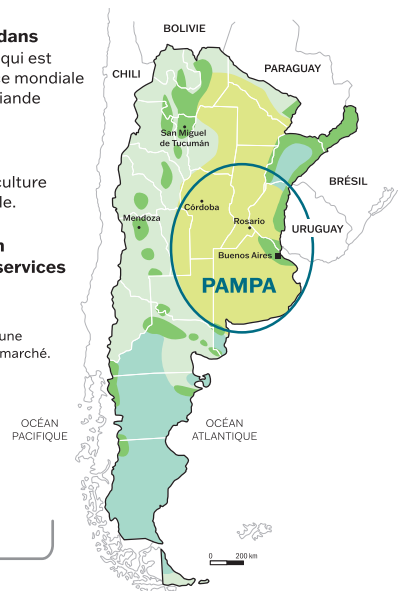 dans
qui est
e mondiale
iande
culture
le.
n
services
une
marché.
BOLIVIE
CHILI
PARAGUAY
San Miguel
de Tucumán
BRÉSIL
Córdoba
Mendoza
Rosario
URUGUAY
Buenos Aires
PAMPA
OCÉAN
PACIFIQUE
OCÉAN
ATLANTIQUE
0 200 km